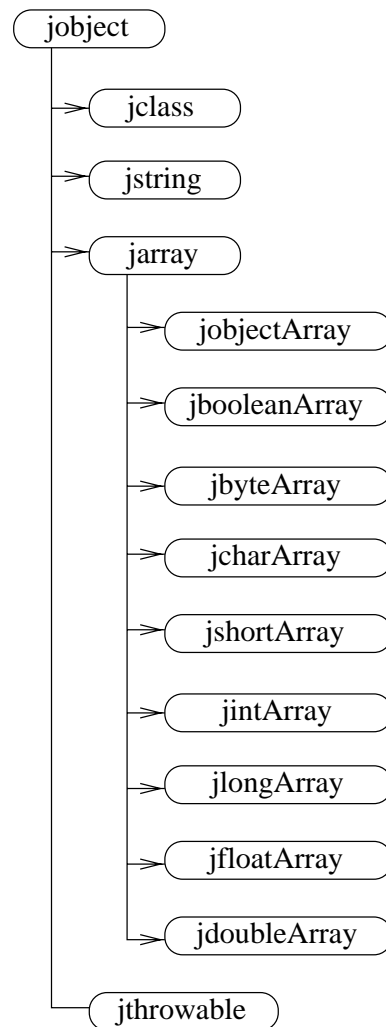 jobject
jclass
jstring
jarray
jobjectArray
jbooleanArray
jbyteArray
jcharArray
jshortArray
jintArray
jlongArray
jfloatArray
jdoubleArray
jthrowable